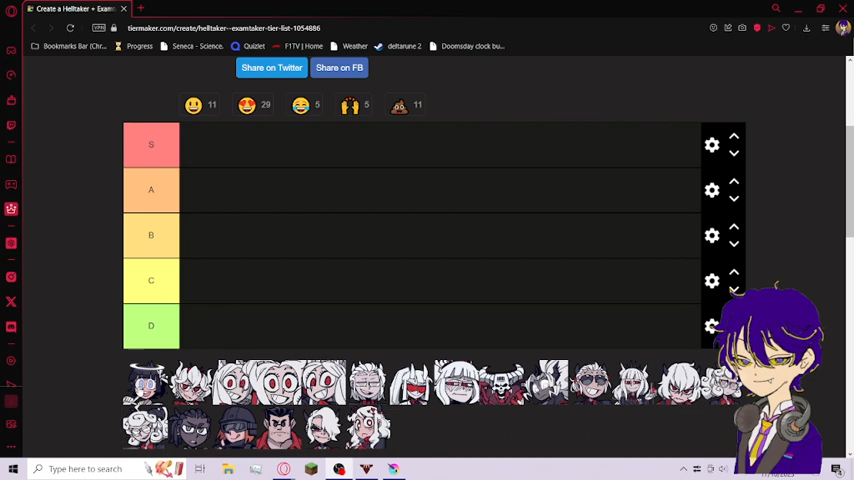 Create a Helltaker + Exam
tiermaker.com/create/helltaker--examtaker-tier-list-1054886
VPN
Bookmarks Bar (Chr... Progress Seneca - Science. Quizlet F1TV | Home Weather deltarune 2 Doomsday clock bu...
Share on Twitter Share on FB
11 29 5 5 11
S
A
B
C
D
Type here to search